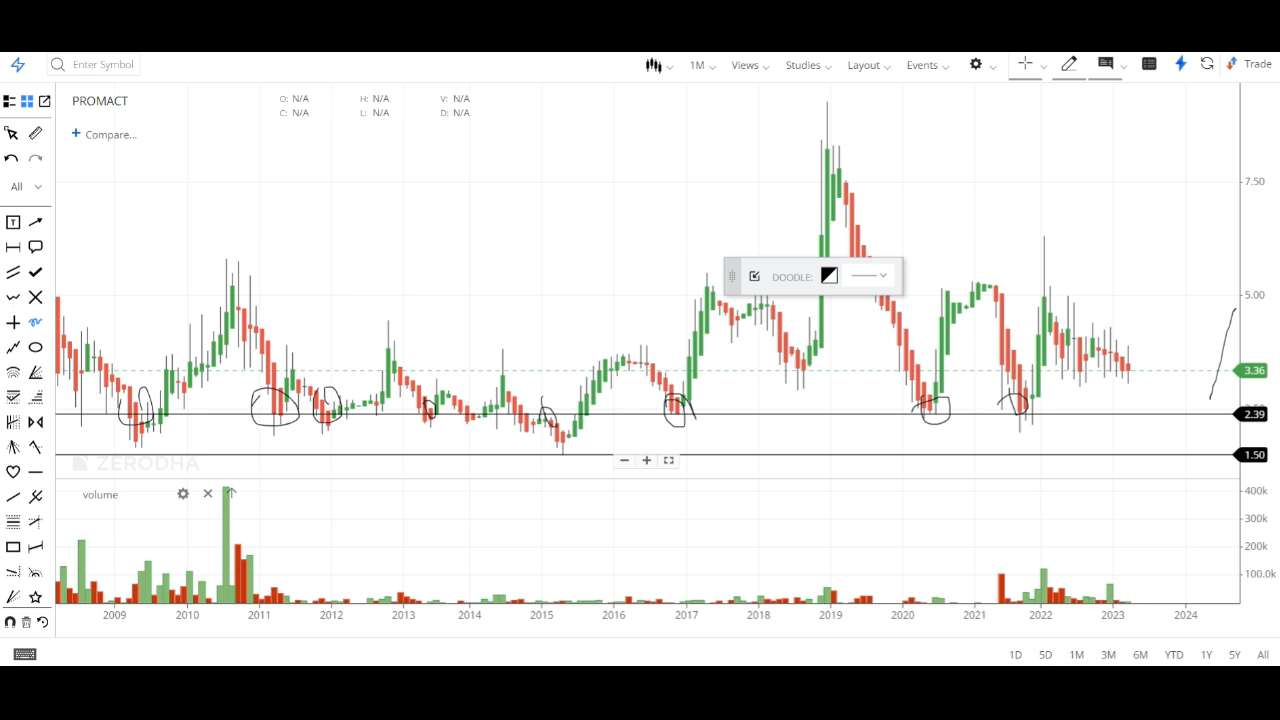 Enter Symbol 1M Views Studies Layout Events Trade
PROMACT O: N/A H: N/A V: N/A
C: N/A L: N/A D: N/A
+ Compare...
All
7.50
DOODLE:
5.00
3.36
2.39
1.50
ZERODHA
volume
400k
300k
200k
100.0k
2009 2010 2011 2012 2013 2014 2015 2016 2017 2018 2019 2020 2021 2022 2023 2024
1D 5D 1M 3M 6M YTD 1Y 5Y All